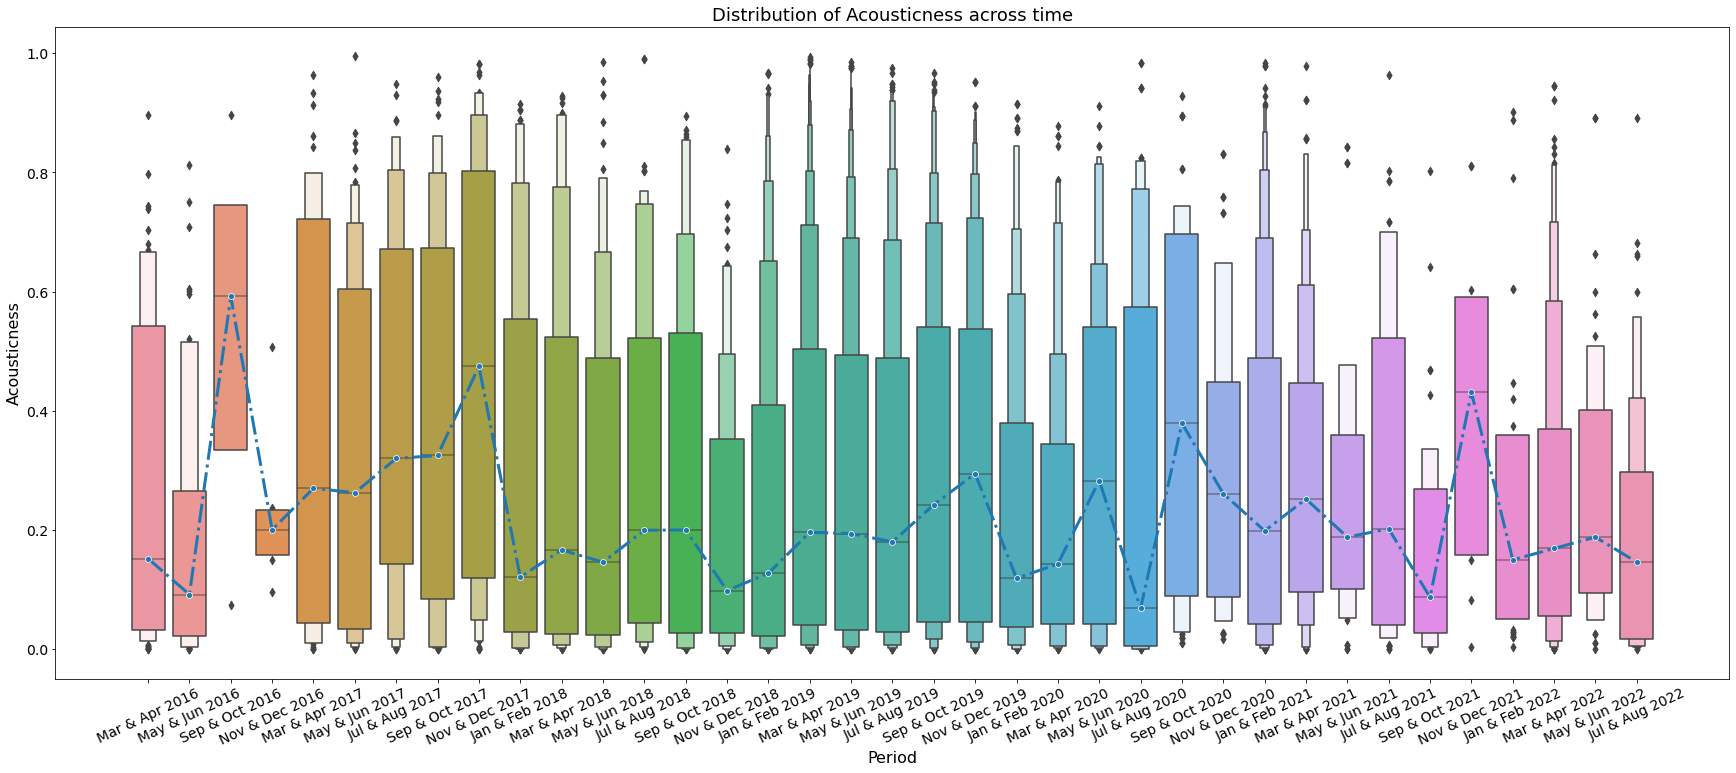 Distribution of Acousticness across time
Acousticness
1.0
0.8
0.6
0.4
0.2
0.0
Mar & Apr 2016
May & Jun 2016
Sep & Oct 2016
Nov & Dec 2016
Mar & Apr 2017
May & Jun 2017
Jul & Aug 2017
Sep & Oct 2017
Nov & Dec 2017
Jan & Feb 2018
Mar & Apr 2018
May & Jun 2018
Jul & Aug 2018
Sep & Oct 2018
Nov & Dec 2018
Jan & Feb 2019
Mar & Apr 2019
May & Jun 2019
Jul & Aug 2019
Sep & Oct 2019
Nov & Dec 2019
Jan & Feb 2020
Mar & Apr 2020
May & Jun 2020
Jul & Aug 2020
Sep & Oct 2020
Nov & Dec 2020
Jan & Feb 2021
Mar & Apr 2021
May & Jun 2021
Jul & Aug 2021
Sep & Oct 2021
Nov & Dec 2021
Jan & Feb 2022
Mar & Apr 2022
May & Jun 2022
Jul & Aug 2022
Period